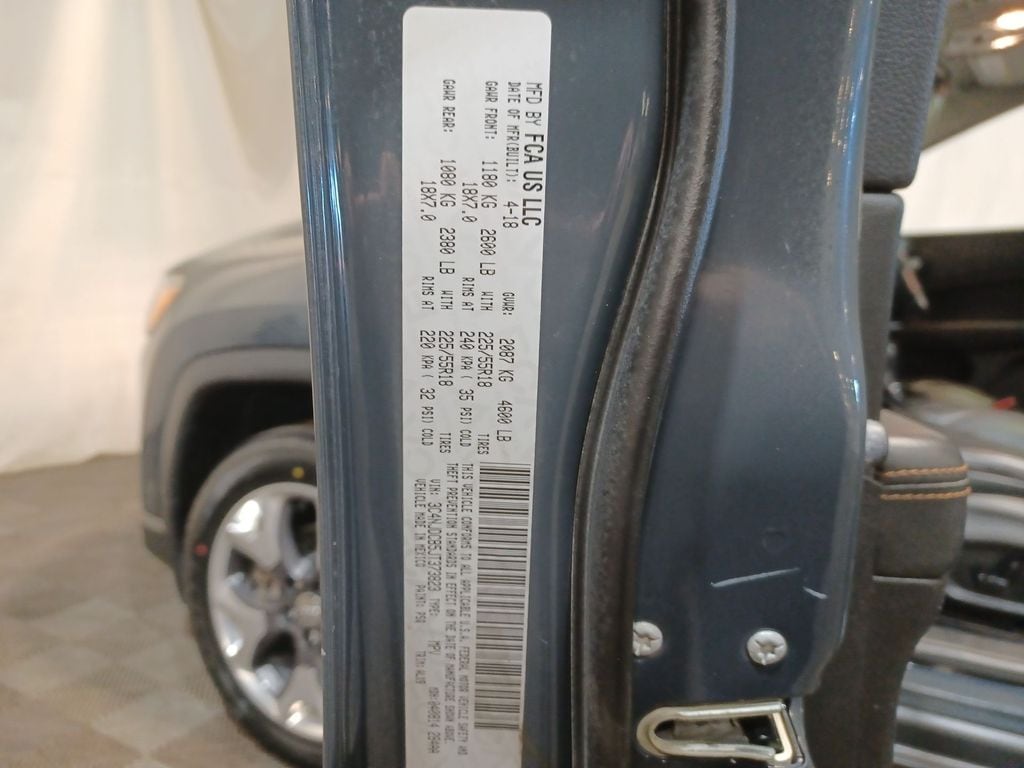 MFD BY FCA US LLC
DATE OF MFR(BUILT): 4-18 GVWR: 2087 KG 4600 LB
GAWR FRONT: 1180 KG 2600 LB WITH 225/55R18 TIRES
18X7.0 RIMS AT 240 KPA ( 35 PSI) COLD
GAWR REAR: 1080 KG 2380 LB WITH 225/55R18 TIRES
18X7.0 RIMS AT 220 KPA ( 32 PSI) COLD
THIS VEHICLE CONFORMS TO ALL APPLICABLE U.S.A. FEDERAL MOTOR VEHICLE SAFETY AND
THEFT PREVENTION STANDARDS IN EFFECT ON THE DATE OF MANUFACTURE SHOWN ABOVE.
VIN: TYPE: MPV
VEHICLE MADE IN MEXICO PAINT: